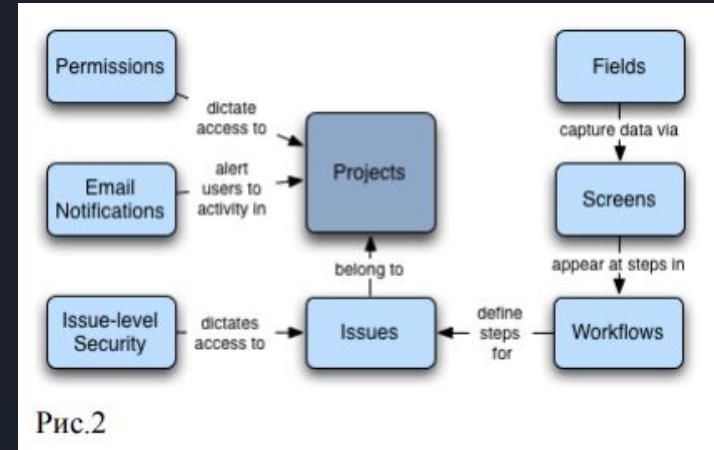 Permissions
Fields
dictate
access to
capture data via
alert
users to
activity in
Projects
Email
Notifications
Screens
belong to
appear at steps in
Issue-level
Security
dictates
access to
Issues
define
steps
for
Workflows
Рис.2